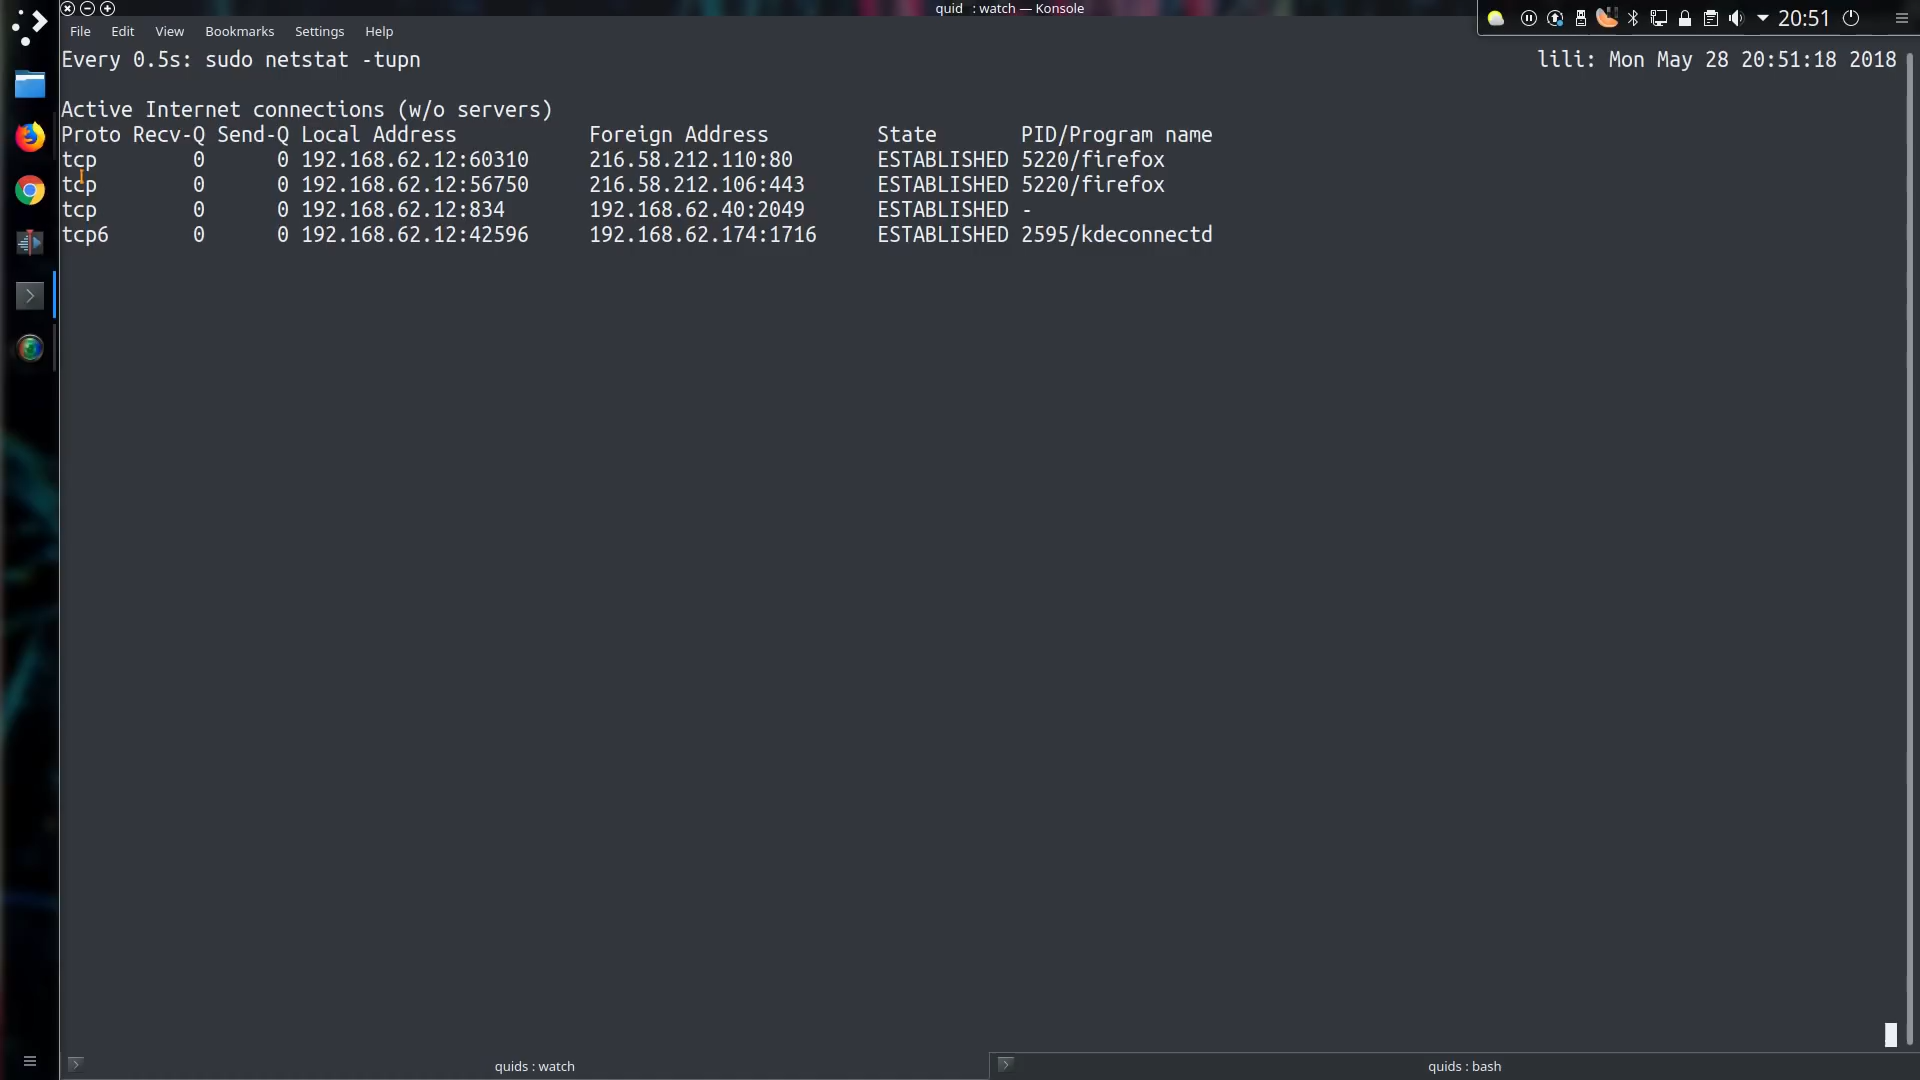 quid : watch — Konsole
20:51
File Edit View Bookmarks Settings Help
Every 0.5s: sudo netstat -tupn lili: Mon May 28 20:51:18 2018
Active Internet connections (w/o servers)
Proto Recv-Q Send-Q Local Address Foreign Address State PID/Program name
tcp 0 0 192.168.62.12:60310 216.58.212.110:80 ESTABLISHED 5220/firefox
tcp 0 0 192.168.62.12:56750 216.58.212.106:443 ESTABLISHED 5220/firefox
tcp 0 0 192.168.62.12:834 192.168.62.40:2049 ESTABLISHED -
tcp6 0 0 192.168.62.12:42596 192.168.62.174:1716 ESTABLISHED 2595/kdeconnectd
quids : watch quids : bash